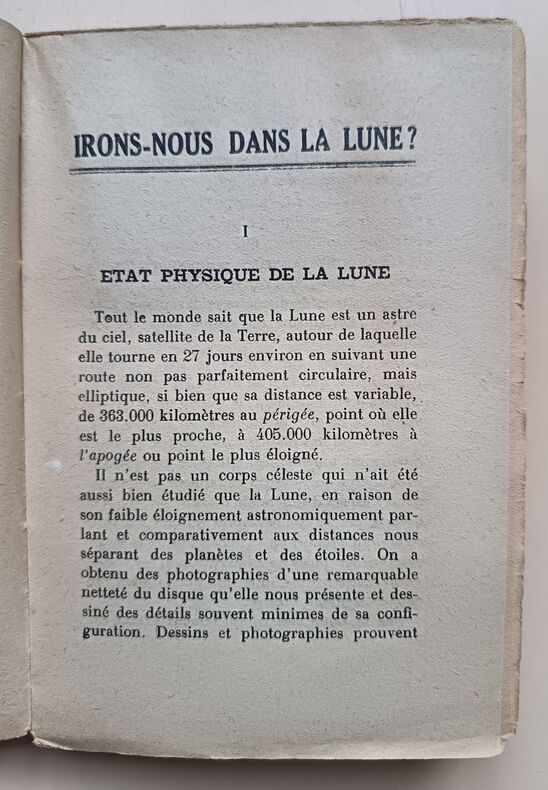 IRONS-NOUS DANS LA LUNE?
I
ETAT PHYSIQUE DE LA LUNE
Tout le monde sait que la Lune est un astre
du ciel, satellite de la Terre, autour de laquelle
elle tourne en 27 jours environ en suivant une
route non pas parfaitement circulaire, mais
elliptique, si bien que sa distance est variable,
de 363.000 kilomètres au périgée, point où elle
est le plus proche, à 405.000 kilomètres à
l'apogée ou point le plus éloigné.
Il n'est pas un corps céleste qui n'ait été
aussi bien étudié que la Lune, en raison de
son faible éloignement astronomiquement par-
lant et comparativement aux distances nous
séparant des planètes et des étoiles. On a
obtenu des photographies d'une remarquable
netteté du disque qu'elle nous présente et des-
siné des détails souvent minimes de sa confi-
guration. Dessins et photographies prouvent